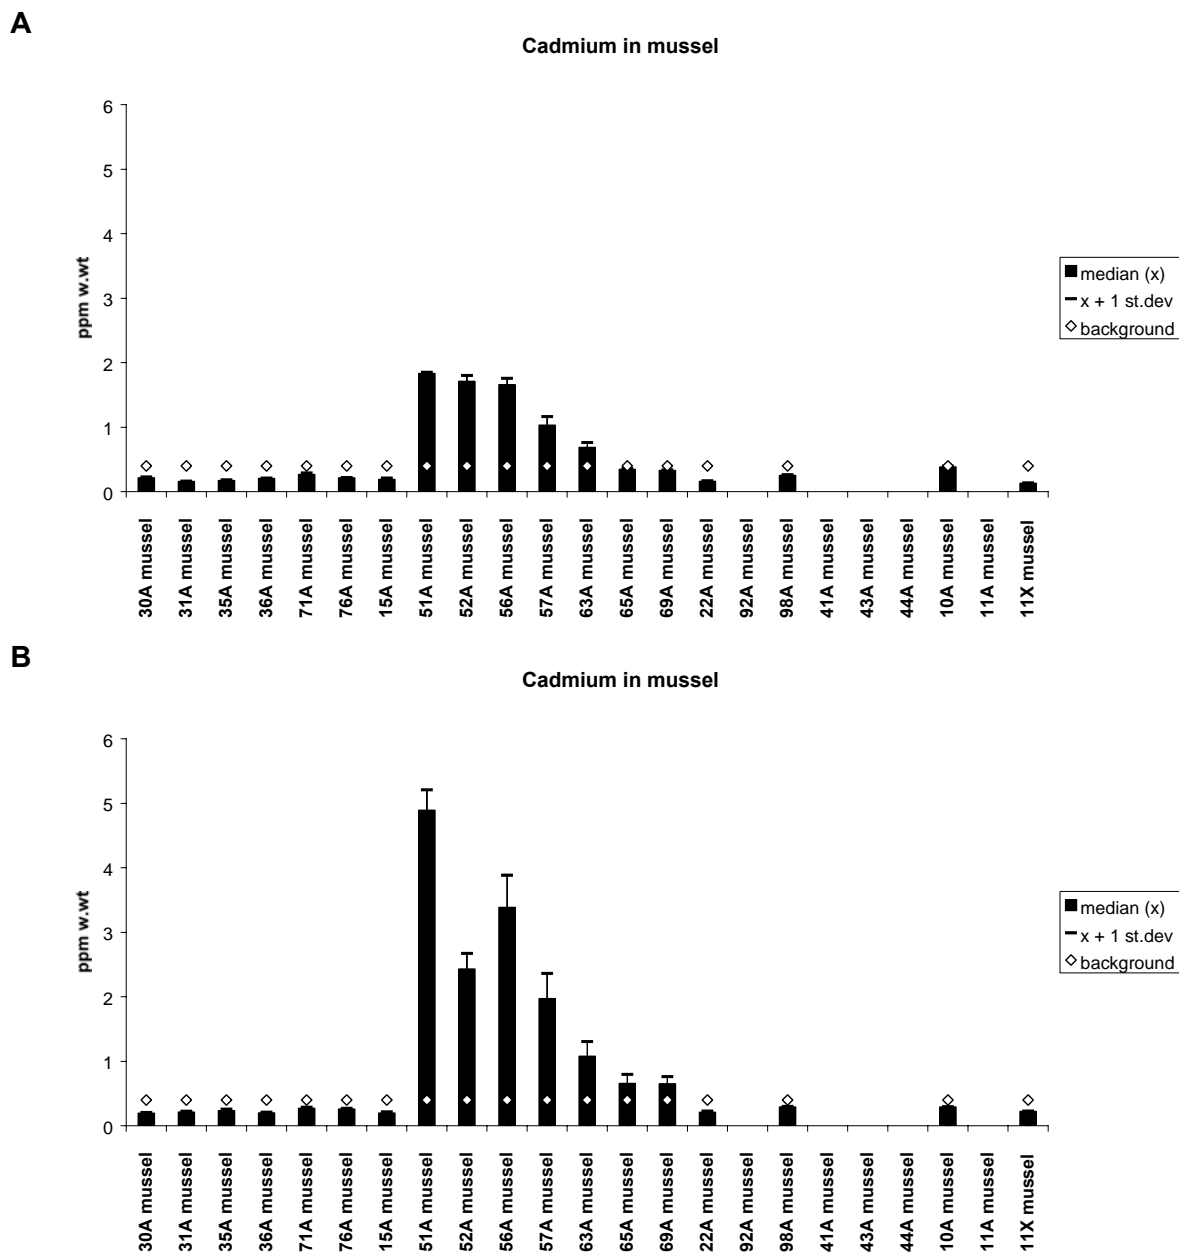 A
Cadmium in mussel
6
5
4
3
2
1
0
ppm w.wt
median (x)
x + 1 st.dev
background
30A mussel
31A mussel
35A mussel
36A mussel
71A mussel
76A mussel
15A mussel
51A mussel
52A mussel
56A mussel
57A mussel
63A mussel
65A mussel
69A mussel
22A mussel
92A mussel
98A mussel
41A mussel
43A mussel
44A mussel
10A mussel
11A mussel
11X mussel
B
Cadmium in mussel
6
5
4
3
2
1
0
ppm w.wt
median (x)
x + 1 st.dev
background
30A mussel
31A mussel
35A mussel
36A mussel
71A mussel
76A mussel
15A mussel
51A mussel
52A mussel
56A mussel
57A mussel
63A mussel
65A mussel
69A mussel
22A mussel
92A mussel
98A mussel
41A mussel
43A mussel
44A mussel
10A mussel
11A mussel
11X mussel